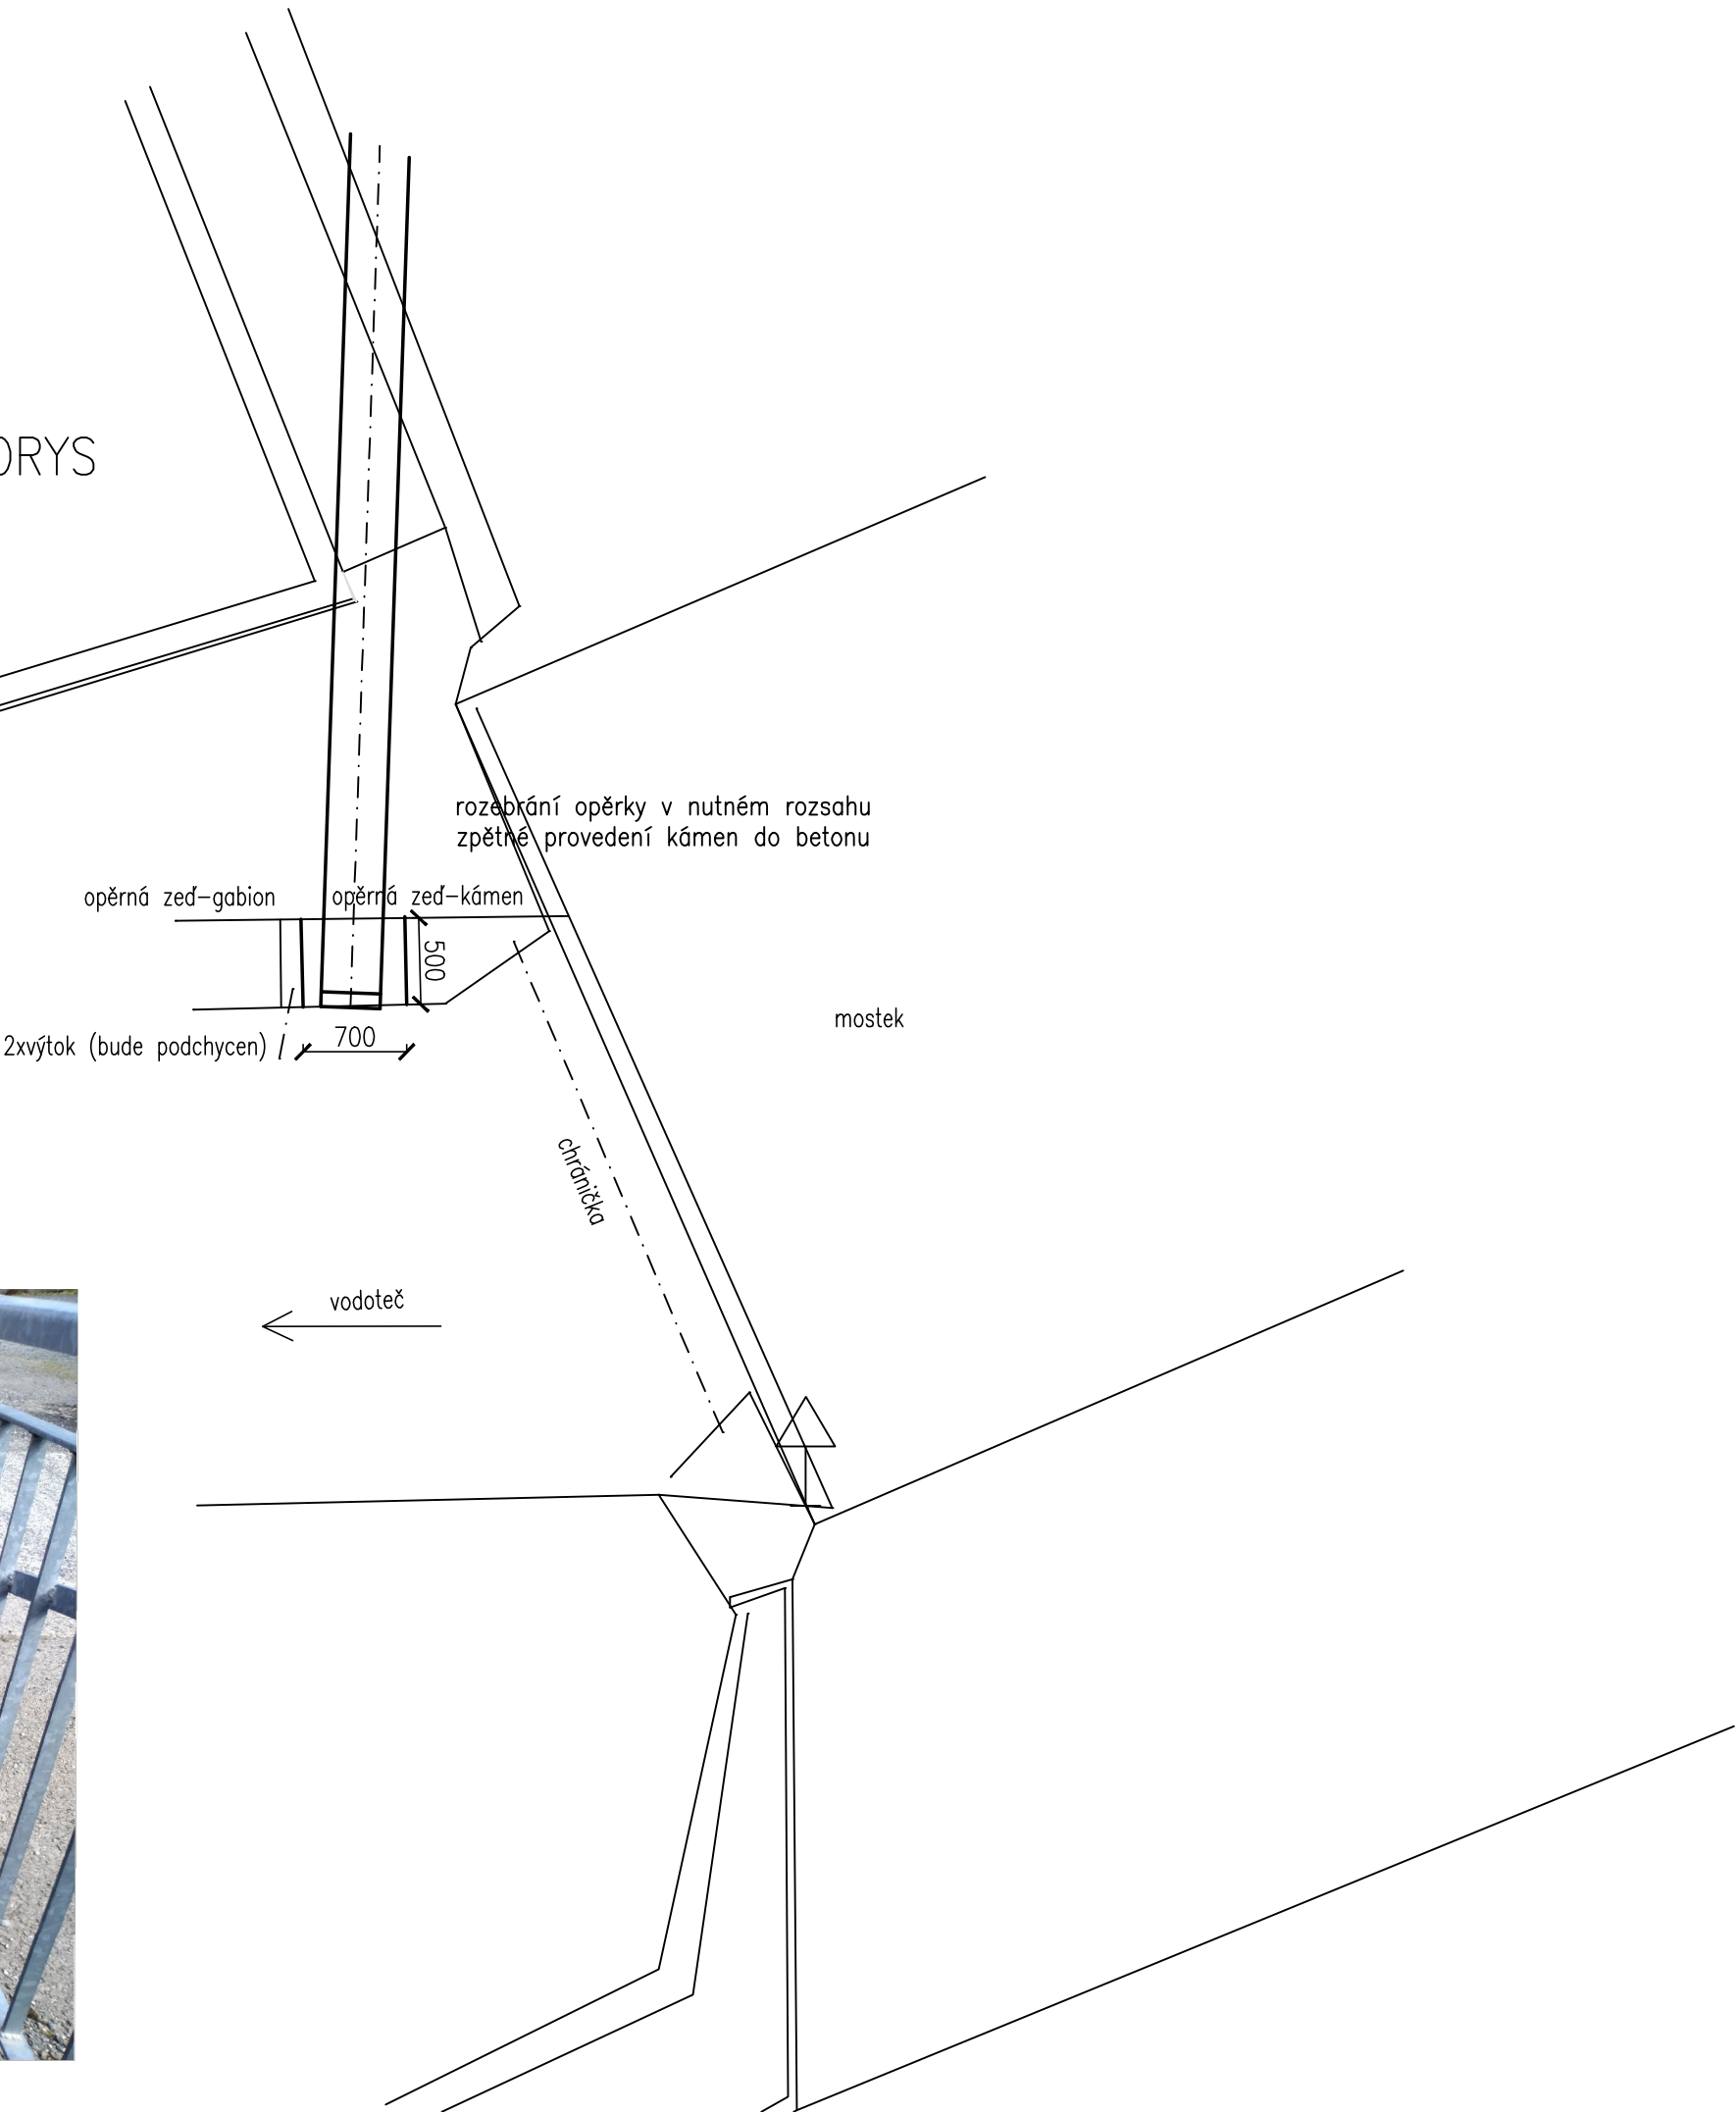 ORYS
rozebrání opěrky v nutném rozsahu
zpětné provedení kámen do betonu
opěrná zeď-gabion
opěrná zeď-kámen
500
mostek
2xvýtok (bude podchycen)
700
chránička
vodoteč